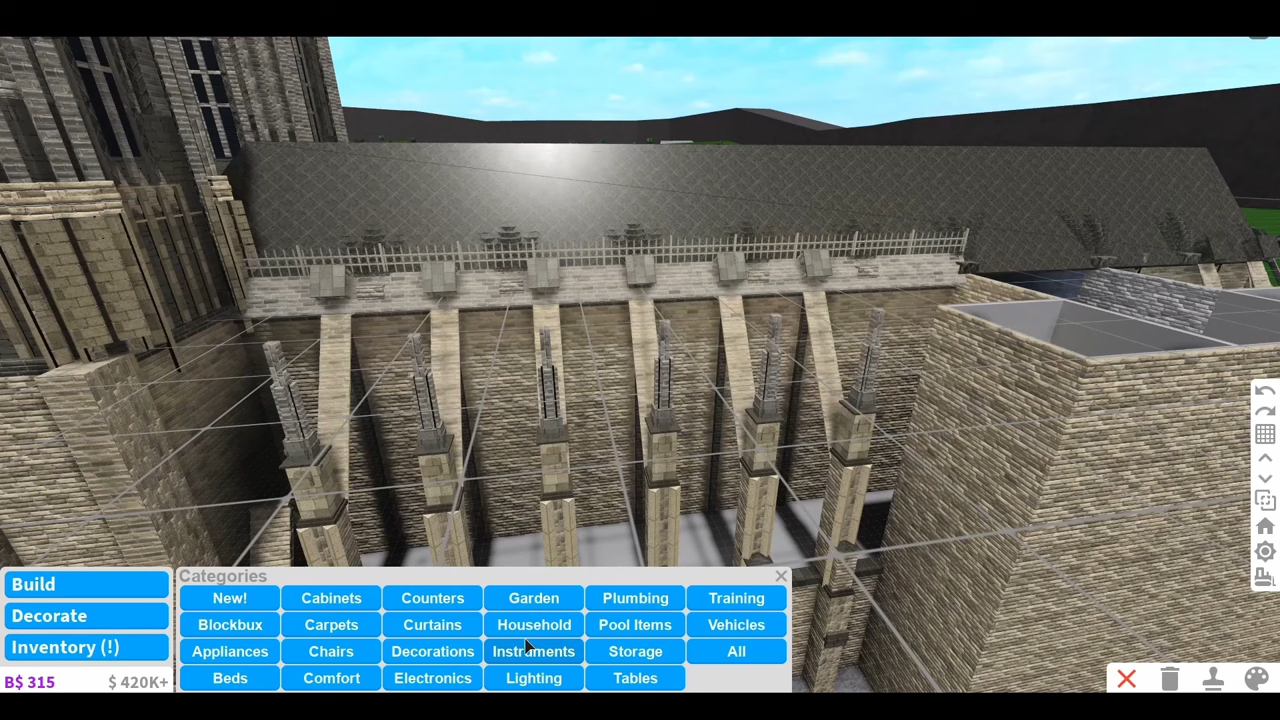 Build
Decorate
Inventory (!)
B$ 315 $ 420K+
Categories
New! Cabinets Counters Garden Plumbing Training
Blockbux Carpets Curtains Household Pool Items Vehicles
Appliances Chairs Decorations Instruments Storage All
Beds Comfort Electronics Lighting Tables